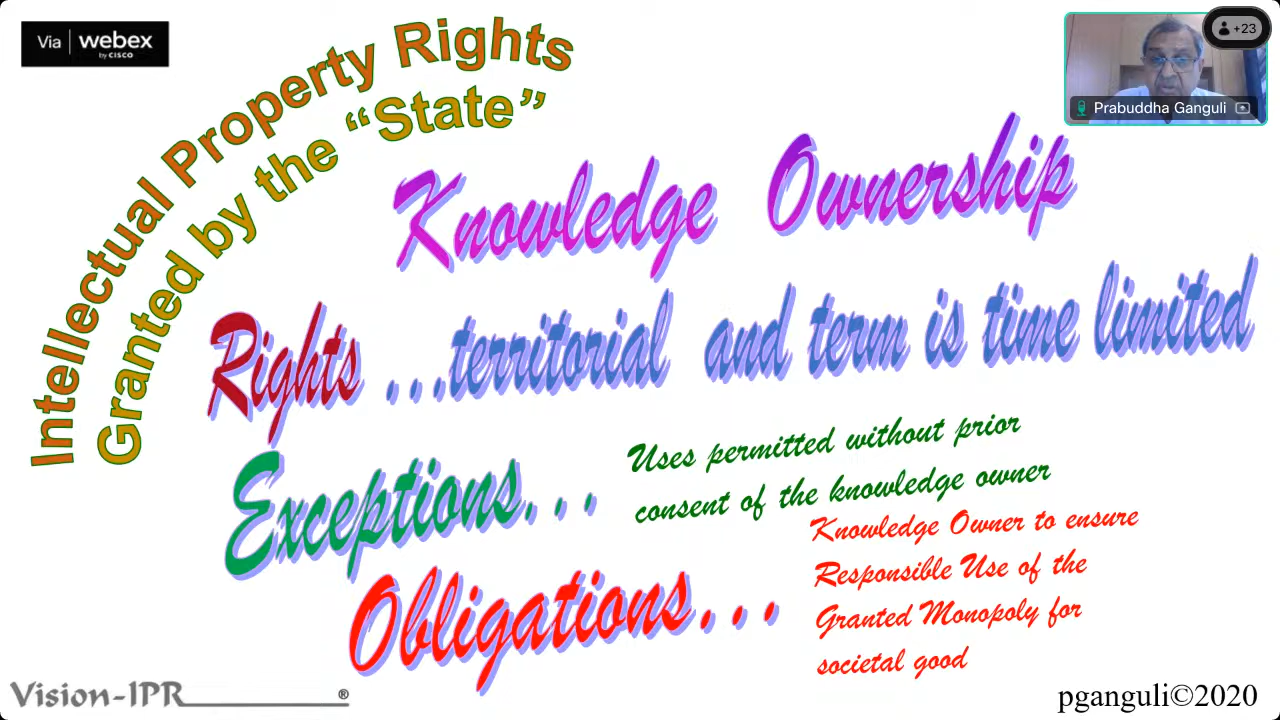 Via | webex
by CISCO
+23
Prabuddha Ganguli
Intellectual Property Rights
Granted by the “State”
Knowledge Ownership
Rights ...territorial and term is time limited
Exceptions...
Uses permitted without prior
consent of the knowledge owner
Obligations...
Knowledge Owner to ensure
Responsible Use of the
Granted Monopoly for
societal good
Vision-IPR ®
pganguli©2020